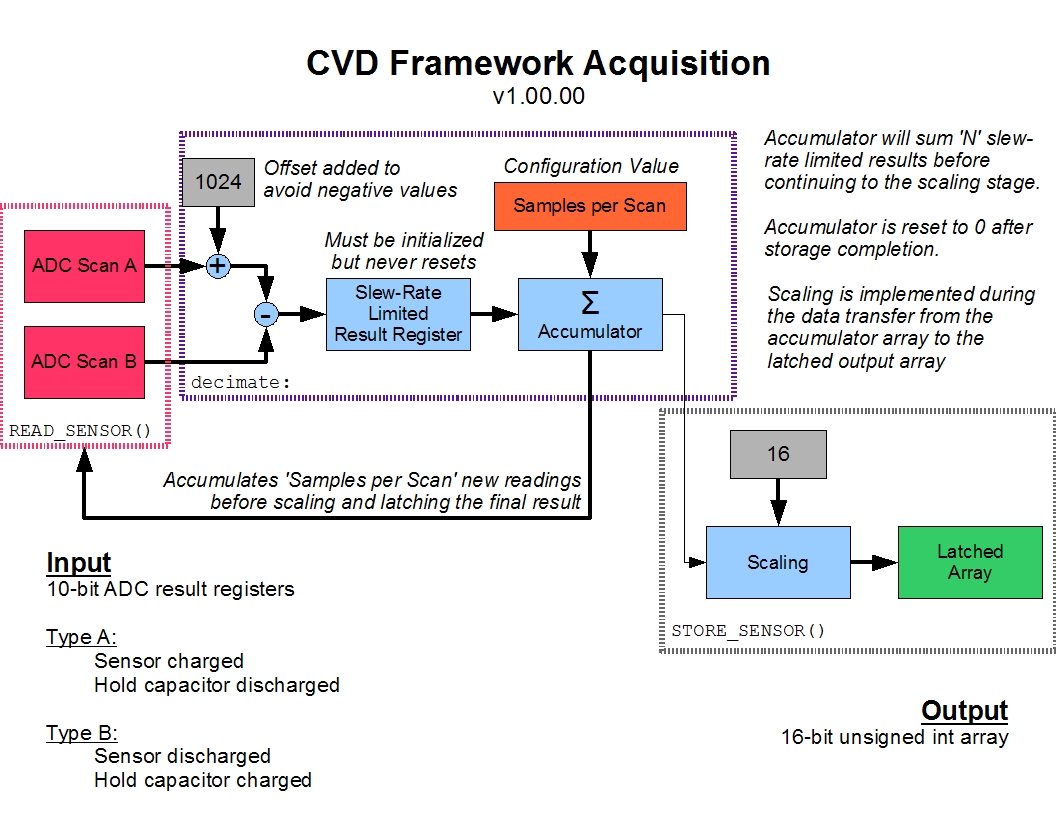 CVD Framework Acquisition
v1.00.00
1024
Offset added to
avoid negative values
Configuration Value
Samples per Scan
Accumulator will sum 'N' slew-
rate limited results before
continuing to the scaling stage.
Accumulator is reset to 0 after
storage completion.
Scaling is implemented during
the data transfer from the
accumulator array to the
latched output array
ADC Scan A
+
Must be initialized
but never resets
-
Slew-Rate
Limited
Result Register
Σ
Accumulator
ADC Scan B
decimate:
READ_SENSOR()
Accumulates 'Samples per Scan' new readings
before scaling and latching the final result
16
Scaling
Latched
Array
STORE_SENSOR()
Input
10-bit ADC result registers
Type A:
Sensor charged
Hold capacitor discharged
Type B:
Sensor discharged
Hold capacitor charged
Output
16-bit unsigned int array